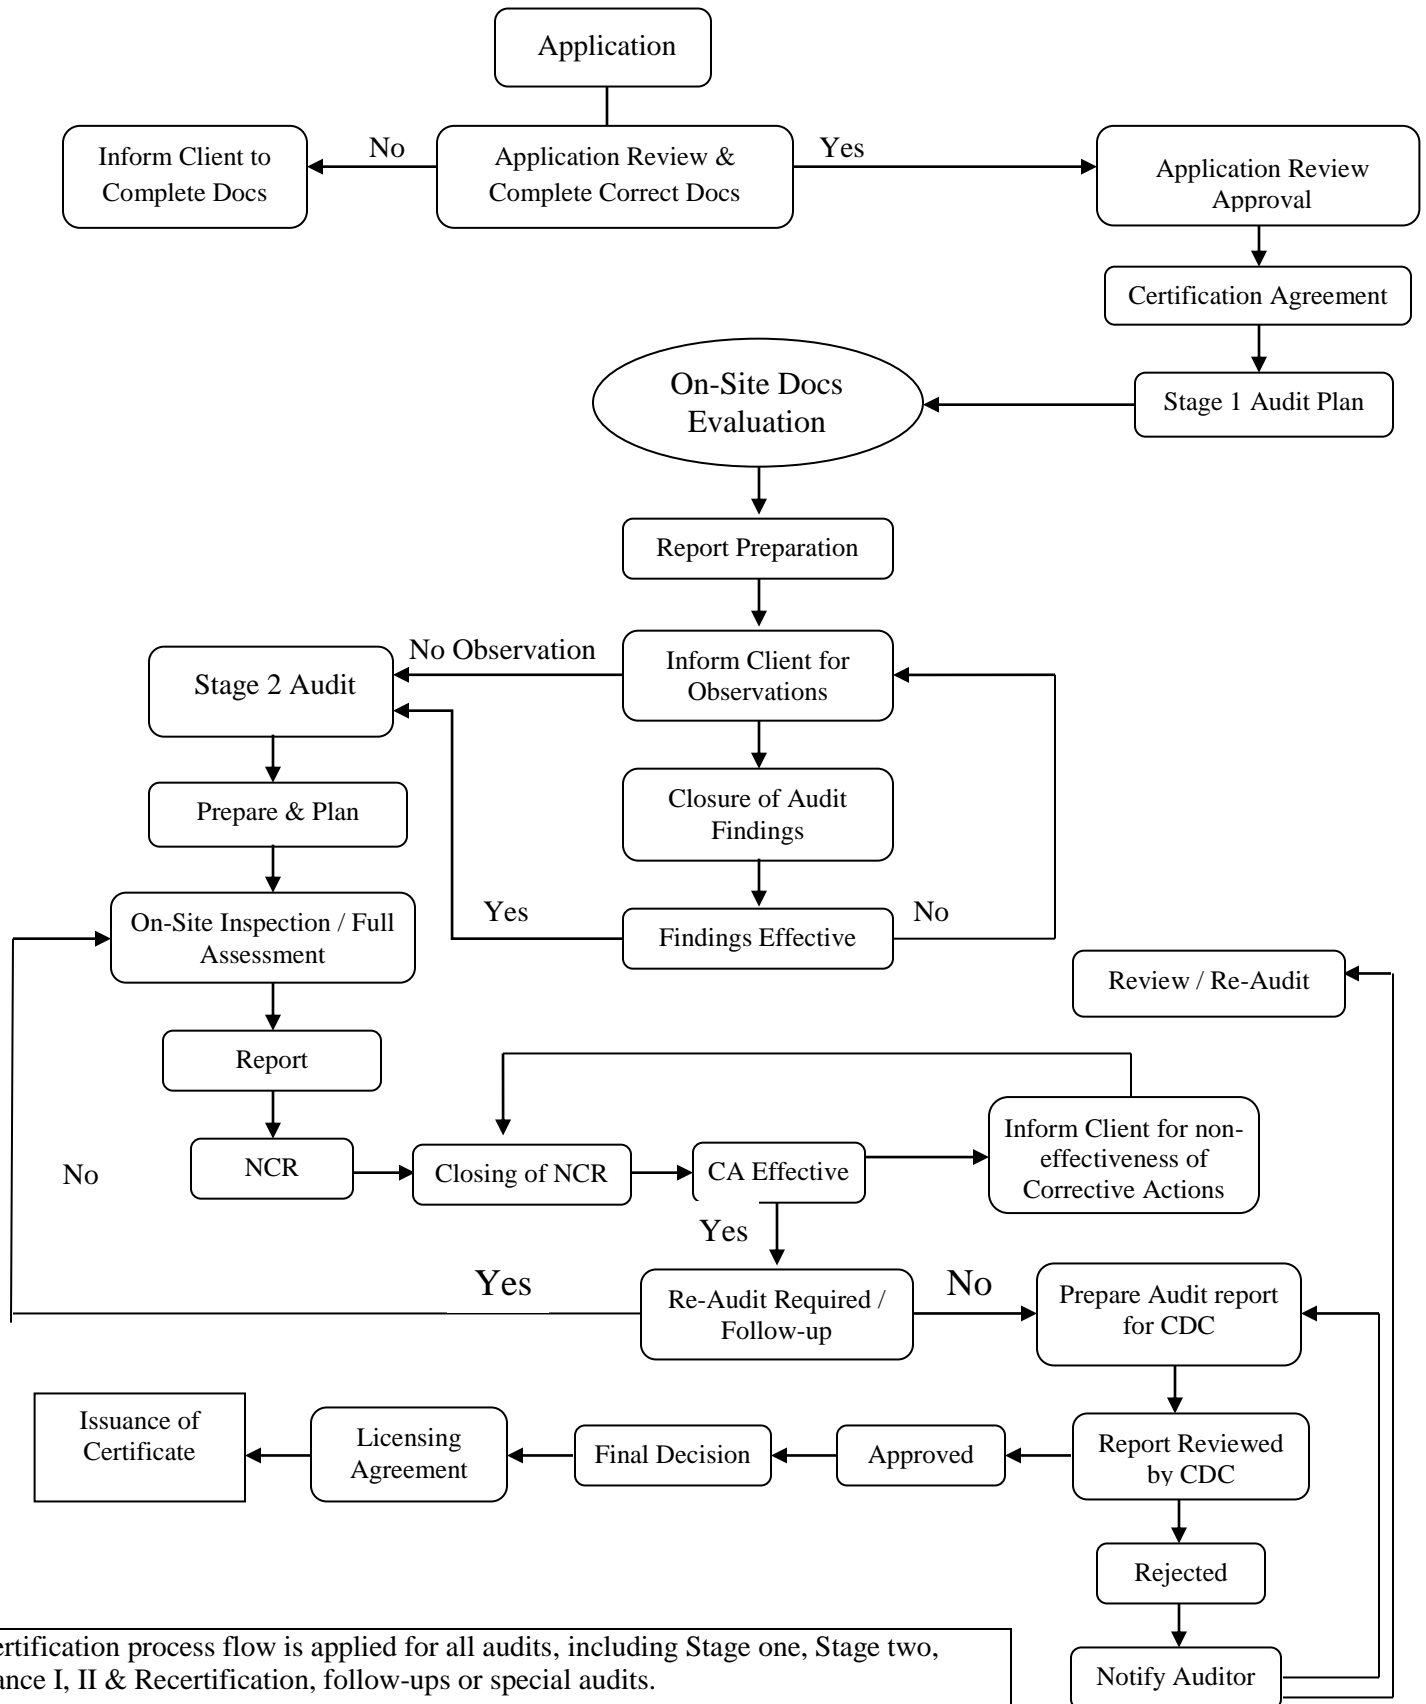 Application
No
Yes
Inform Client to
Complete Docs
Application Review &
Complete Correct Docs
Application Review
Approval
Certification Agreement
On-Site Docs
Evaluation
Stage 1 Audit Plan
Report Preparation
No Observation
Stage 2 Audit
Inform Client for
Observations
Prepare & Plan
Closure of Audit
Findings
On-Site Inspection / Full
Assessment
Yes
Findings Effective
No
Review / Re-Audit
Report
No
NCR
Closing of NCR
CA Effective
Inform Client for non-
effectiveness of
Corrective Actions
Yes
Yes
Re-Audit Required /
Follow-up
No
Prepare Audit report
for CDC
Issuance of
Certificate
Licensing
Agreement
Final Decision
Approved
Report Reviewed
by CDC
Rejected
Notify Auditor
ertification process flow is applied for all audits, including Stage one, Stage two,
ance I, II & Recertification, follow-ups or special audits.